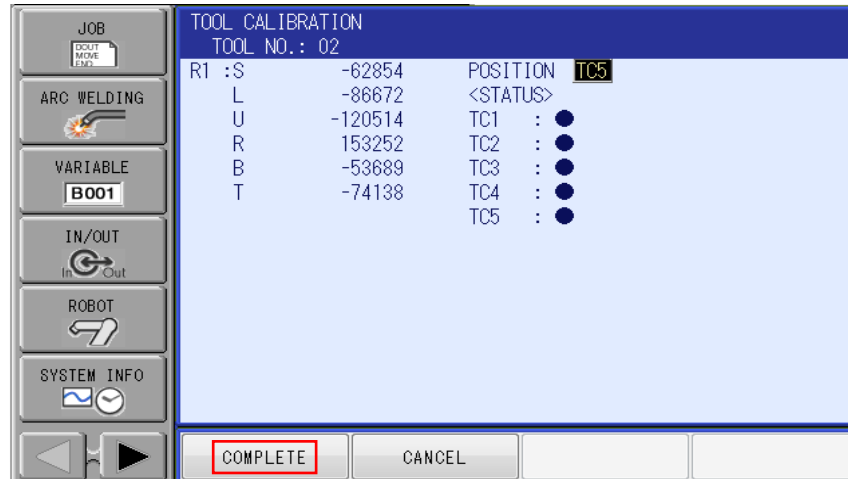 JOB
DOUT
MOVE
END
ARC WELDING
VARIABLE
B001
IN/OUT
In Out
ROBOT
SYSTEM INFO
TOOL CALIBRATION
TOOL NO.: 02
R1 :S -62854 POSITION TC5
L -86672 <STATUS>
U -120514 TC1 : ●
R 153252 TC2 : ●
B -53689 TC3 : ●
T -74138 TC4 : ●
TC5 : ●
COMPLETE CANCEL